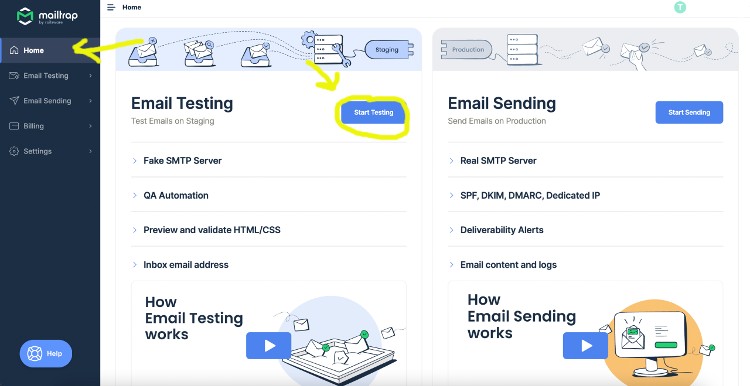 mailtrap
by railsware
Home
T
Home
Email Testing
Email Sending
Billing
Settings
Help
Staging
Email Testing
Test Emails on Staging
Start Testing
Fake SMTP Server
QA Automation
Preview and validate HTML/CSS
Inbox email address
How
Email Testing
works
Production
Email Sending
Send Emails on Production
Start Sending
Real SMTP Server
SPF, DKIM, DMARC, Dedicated IP
Deliverability Alerts
Email content and logs
How
Email Sending
works